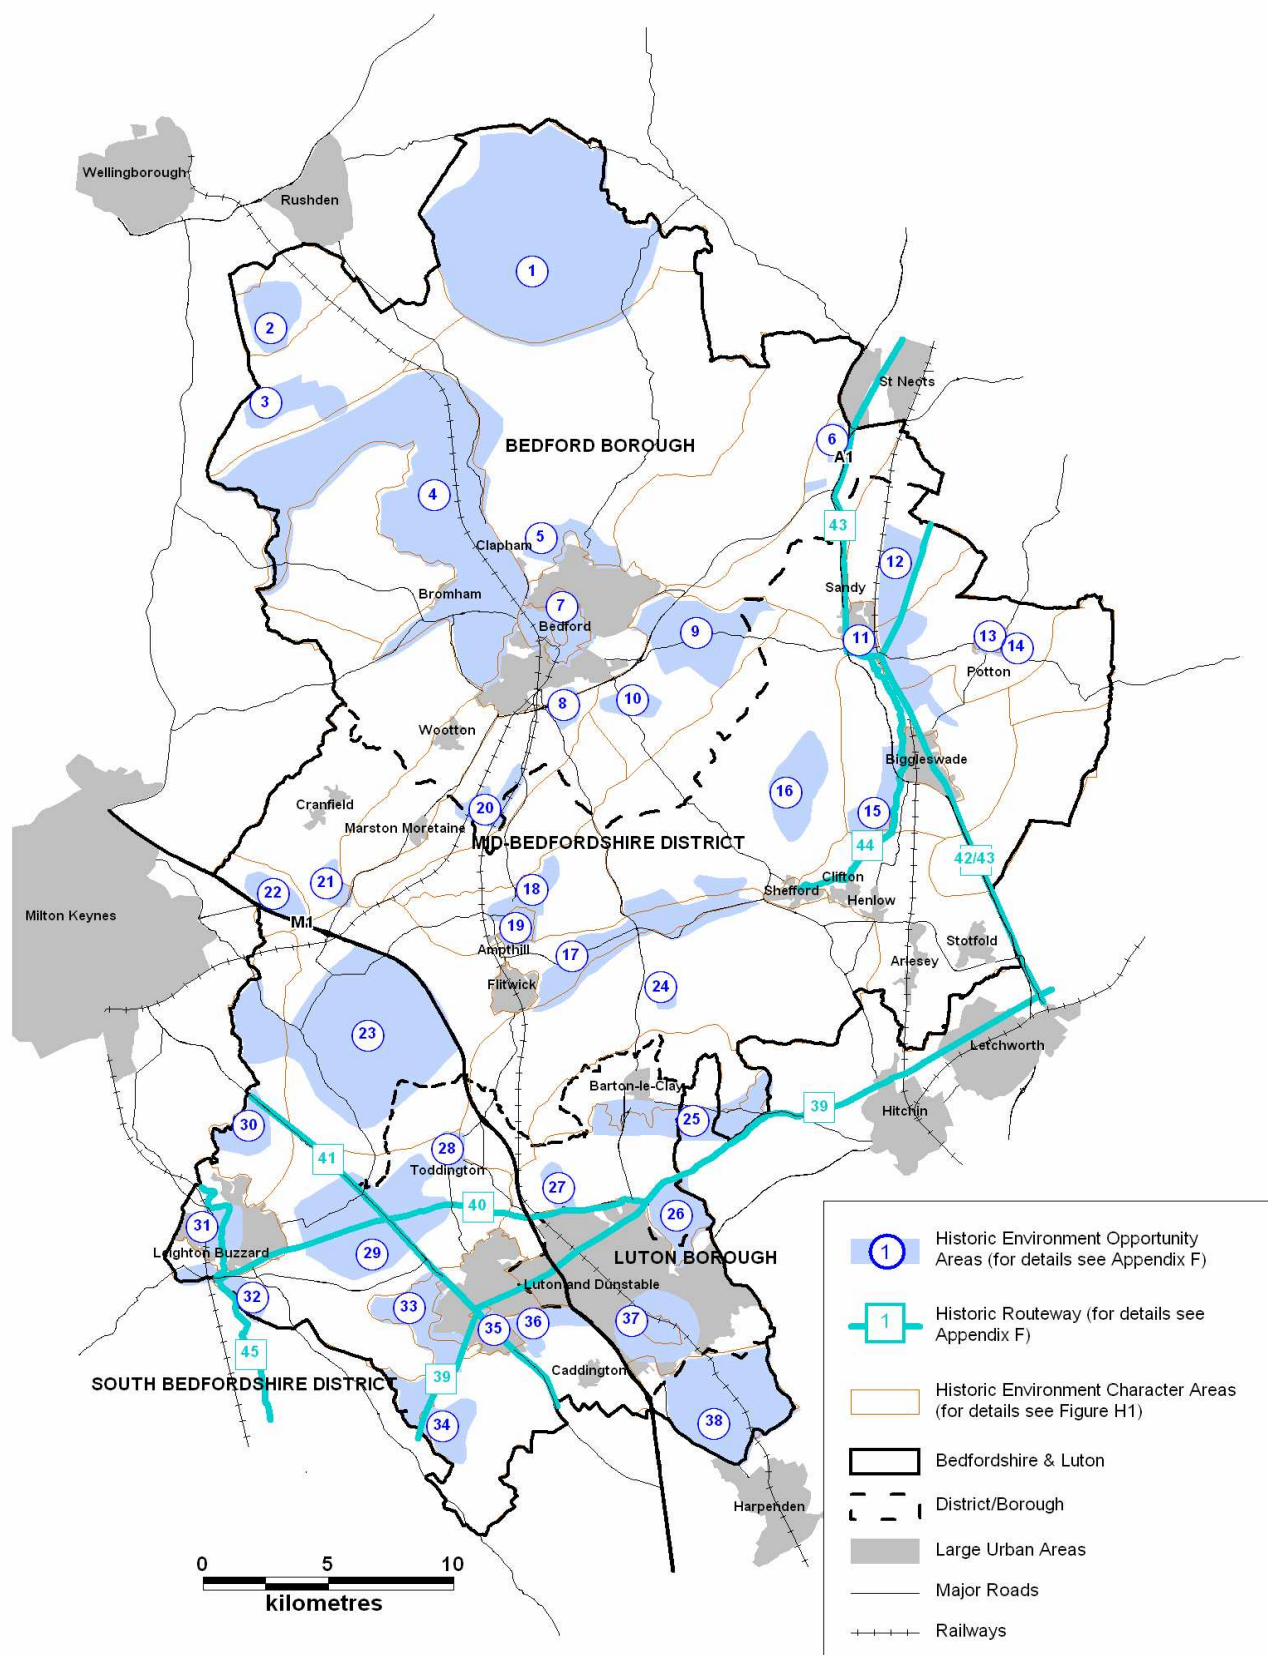 Wellingborough
Rushden
1
2
3
St Neots
6
A1
BEDFORD BOROUGH
4
43
5
Clapham
12
Bromham
Sandy
7
Bedford
9
11
13
14
Potton
8
10
Wootton
Biggleswade
16
Cranfield
20
15
Marston Moretaine
MID-BEDFORDSHIRE DISTRICT
44
42/43
21
18
Clifton
22
Shefford
Henlow
Milton Keynes
M1
19
Stotfold
Ampthill
17
Arlesey
Flitwick
24
23
Letchworth
Barton-le-Clay
39
Hitchin
30
25
41
28
Toddington
27
40
26
31
Leighton Buzzard
29
LUTON BOROUGH
Luton and Dunstable
32
33
35
36
37
45
39
Caddington
SOUTH BEDFORDSHIRE DISTRICT
34
38
Harpenden
0 5 10
kilometres
1
Historic Environment Opportunity
Areas (for details see Appendix F)
1
Historic Routeway (for details see
Appendix F)
Historic Environment Character Areas
(for details see Figure H1)
Bedfordshire & Luton
District/Borough
Large Urban Areas
Major Roads
Railways